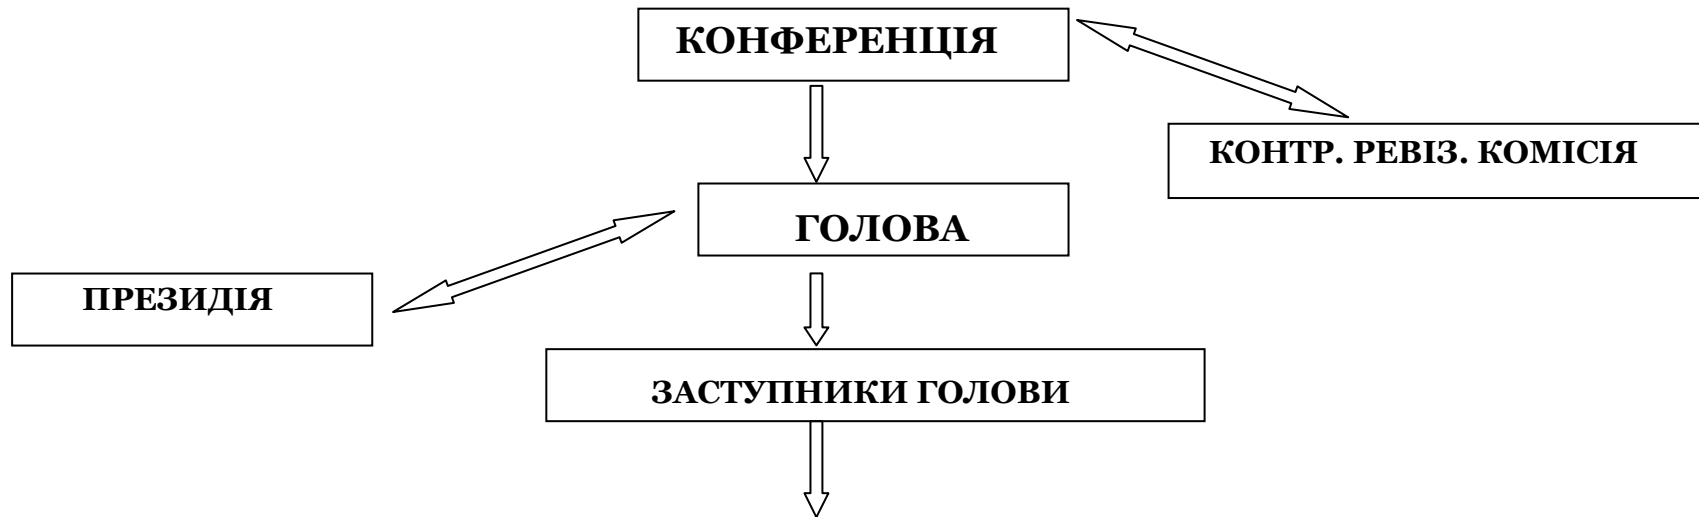 КОНФЕРЕНЦІЯ
КОНТР. РЕВІЗ. КОМІСІЯ
ГОЛОВА
ПРЕЗИДІЯ
ЗАСТУПНИКИ ГОЛОВИ